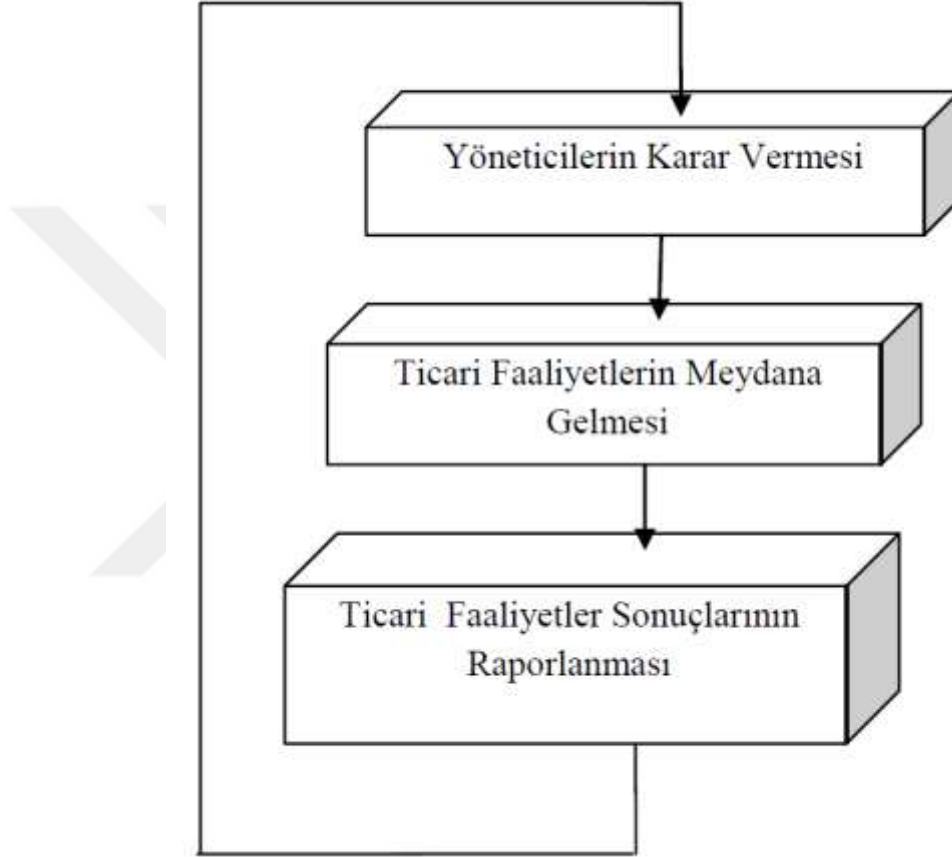 Yöneticilerin Karar Vermesi
Ticari Faaliyetlerin Meydana
Gelmesi
Ticari Faaliyetler Sonuçlarının
Raporlanması